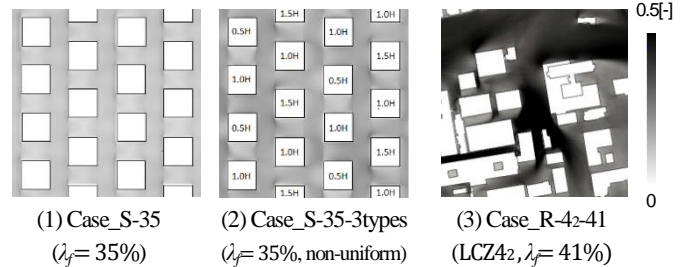 0.5[-]
1.5H 1.5H
0.5H 1.0H
1.0H 1.0H
1.0H 0.5H
1.5H 1.0H
0.5H 1.0H
1.0H 1.5H
1.0H 0.5H
1.5H 1.0H
0
(1) Case_S-35
(λf = 35%)
(2) Case_S-35-3types
(λf = 35%, non-uniform)
(3) Case_R-42-41
(LCZ42, λf = 41%)